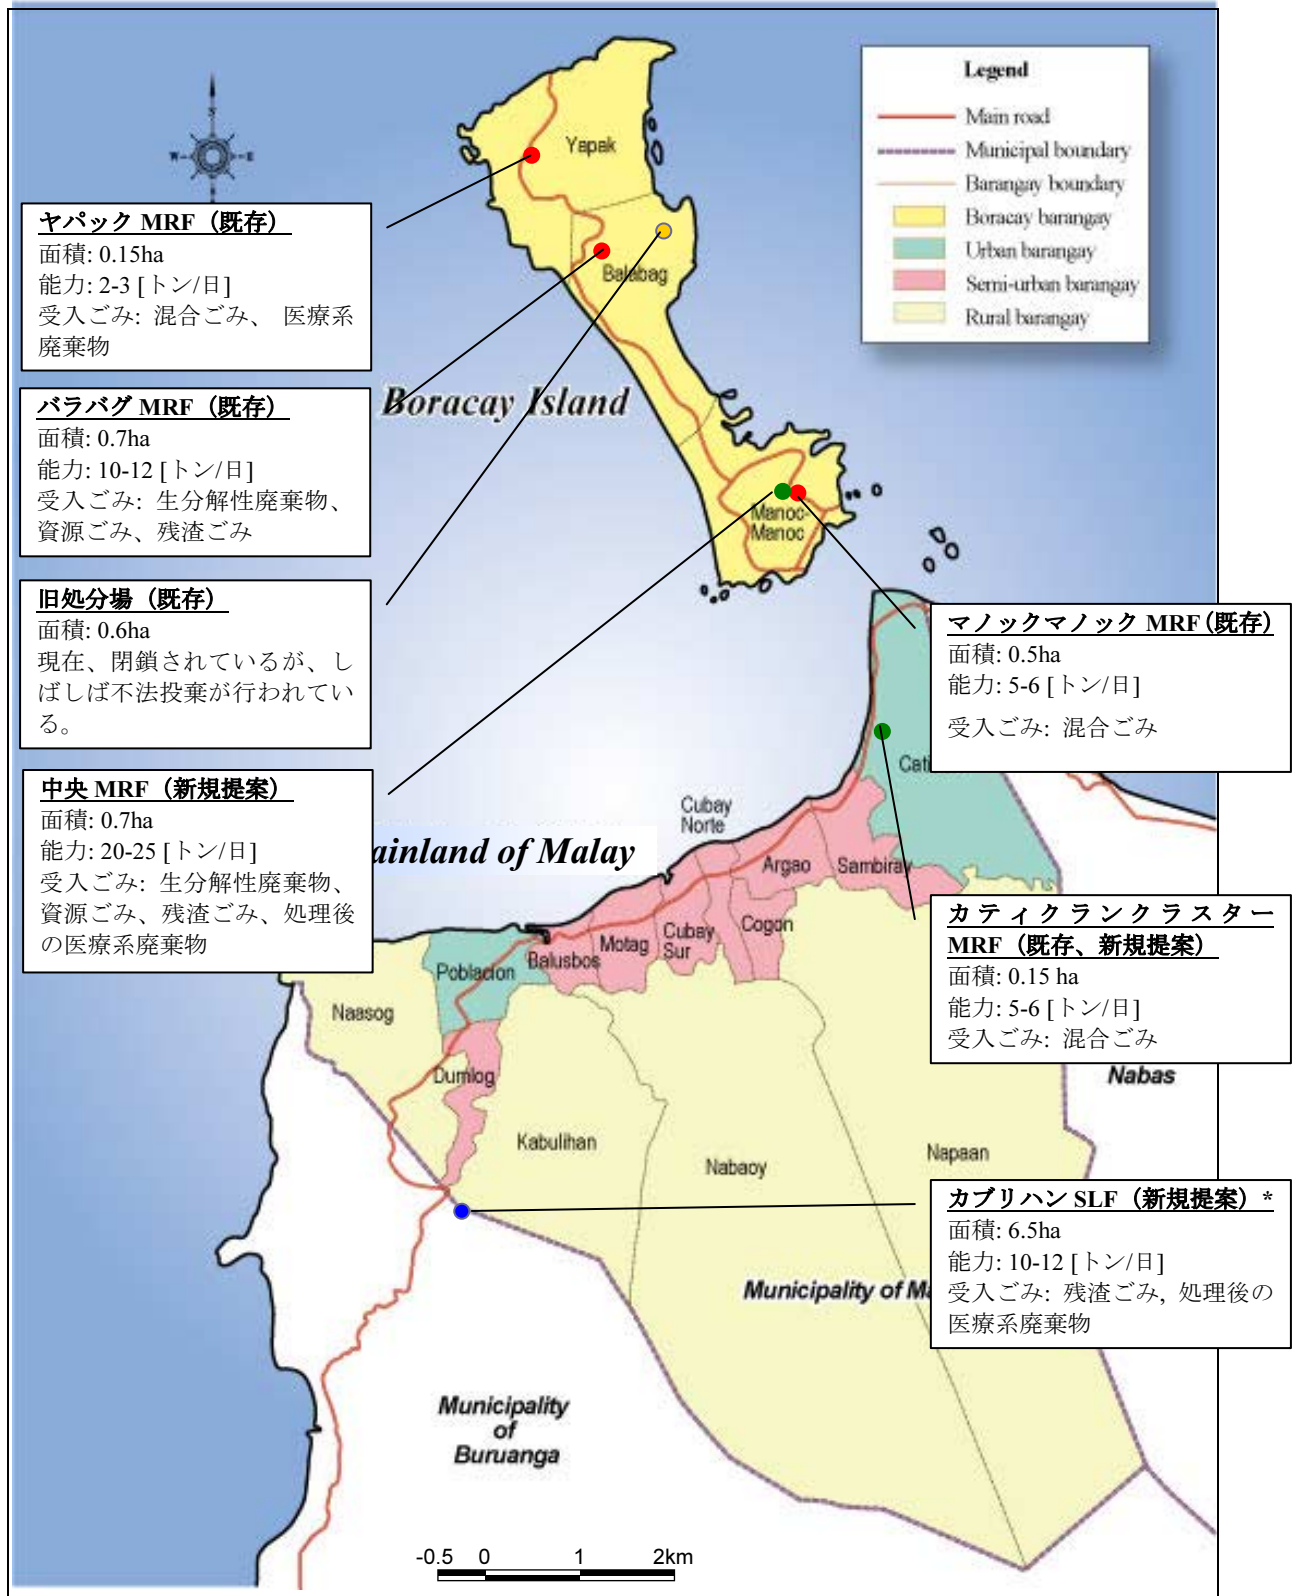 Legend
Main road
Municipal boundary
Barangay boundary
Boracay barangay
Urban barangay
Semi-urban barangay
Rural barangay
S
W
E
Yapak
Balabag
Manoc-
Manoc
Boracay Island
ヤパック MRF（既存）
面積: 0.15ha
能力: 2-3 [トン/日]
受入ごみ: 混合ごみ、 医療系
廃棄物
バラバグ MRF（既存）
面積: 0.7ha
能力: 10-12 [トン/日]
受入ごみ: 生分解性廃棄物、
資源ごみ、残渣ごみ
旧処分場（既存）
面積: 0.6ha
現在、閉鎖されているが、し
ばしば不法投棄が行われてい
る。
中央 MRF（新規提案）
面積: 0.7ha
能力: 20-25 [トン/日]
受入ごみ: 生分解性廃棄物、
資源ごみ、残渣ごみ、処理後
の医療系廃棄物
マノックマノック MRF（既存）
面積: 0.5ha
能力: 5-6 [トン/日]
受入ごみ: 混合ごみ
カティクランクラスター
MRF（既存、新規提案）
面積: 0.15 ha
能力: 5-6 [トン/日]
受入ごみ: 混合ごみ
カブリハン SLF（新規提案）*
面積: 6.5ha
能力: 10-12 [トン/日]
受入ごみ: 残渣ごみ, 処理後の
医療系廃棄物
ainland of Malay
Cati
Cubay
Norte
Argao
Sambiray
Cogon
Cubay
Sur
Motag
Balusbos
Poblacion
Naasog
Dumlog
Kabulihan
Nabaoy
Napaan
Nabas
Municipality of Ma
Municipality
of
Buruanga
-0.5 0 1 2km